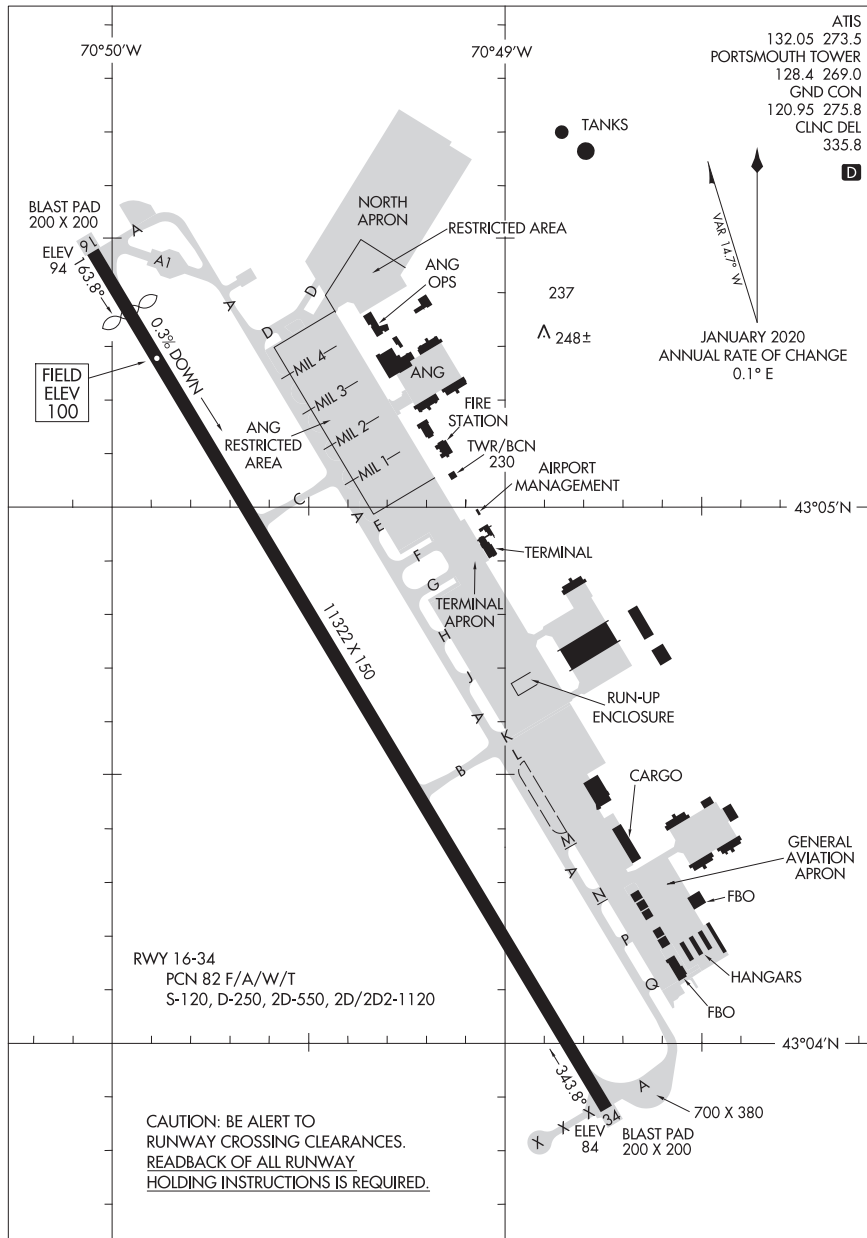 ATIS
132.05 273.5
PORTSMOUTH TOWER
128.4 269.0
GND CON
120.95 275.8
CLNC DEL
335.8
D
70°50'W
70°49'W
TANKS
VAR 14.7° W
JANUARY 2020
ANNUAL RATE OF CHANGE
0.1° E
BLAST PAD
200 X 200
16
ELEV
94
163.8°
A
A1
A
D
D
NORTH
APRON
RESTRICTED AREA
ANG
OPS
237
248±
0.3% DOWN
FIELD
ELEV
100
MIL 4
MIL 3
MIL 2
MIL 1
ANG
ANG
RESTRICTED
AREA
FIRE
STATION
TWR/BCN
230
AIRPORT
MANAGEMENT
43°05'N
C
A
E
F
G
H
J
A
K
L
B
TERMINAL
TERMINAL
APRON
11322 X 150
RUN-UP
ENCLOSURE
CARGO
M
A
N
P
Q
GENERAL
AVIATION
APRON
FBO
HANGARS
FBO
RWY 16-34
PCN 82 F/A/W/T
S-120, D-250, 2D-550, 2D/2D2-1120
43°04'N
343.8°
A
700 X 380
X
X
X
34
ELEV
84
BLAST PAD
200 X 200
CAUTION: BE ALERT TO
RUNWAY CROSSING CLEARANCES.
READBACK OF ALL RUNWAY
HOLDING INSTRUCTIONS IS REQUIRED.